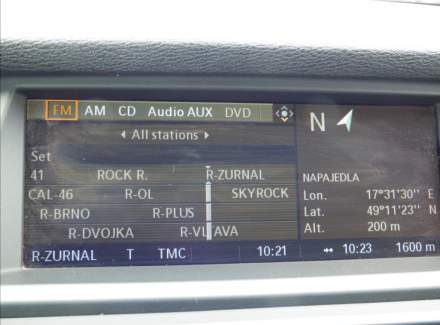 FM AM CD Audio AUX DVD
All stations
Set
41 ROCK R. R-ZURNAL
CAL-46 R-OL SKYROCK
R-BRNO R-PLUS
R-DVOJKA R-VLTAVA
R-ZURNAL T TMC 10:21
N
NAPAJEDLA
Lon. 17°31'30" E
Lat. 49°11'23" N
Alt. 200 m
10:23 1600 m